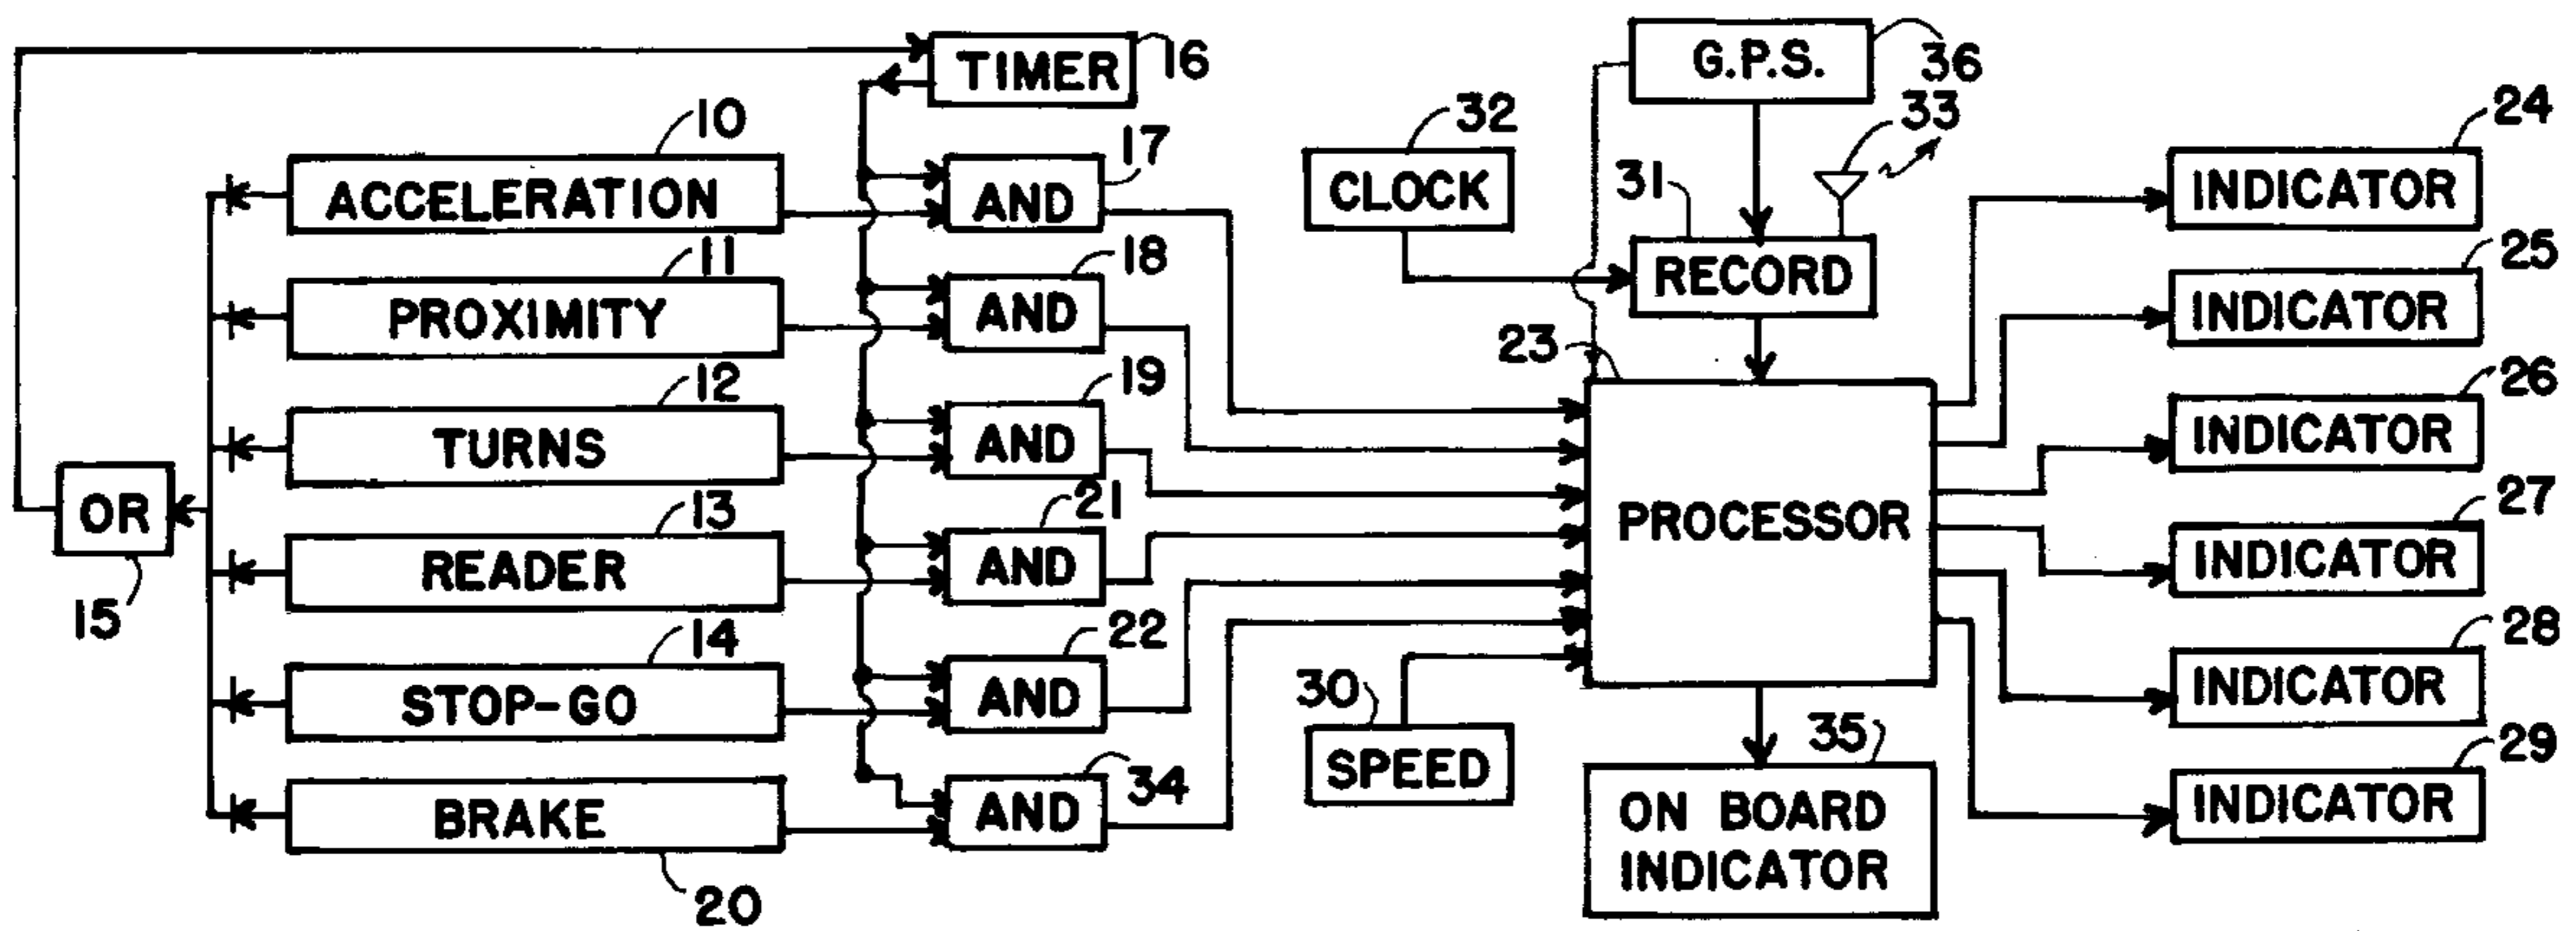 TIMER
16
G.P.S.
36
10
ACCELERATION
17
AND
32
CLOCK
33
31
RECORD
24
INDICATOR
11
PROXIMITY
18
AND
25
INDICATOR
12
TURNS
19
AND
23
PROCESSOR
26
INDICATOR
OR
15
13
READER
21
AND
27
INDICATOR
14
STOP-GO
22
AND
30
SPEED
28
INDICATOR
BRAKE
20
34
AND
35
ON BOARD
INDICATOR
29
INDICATOR